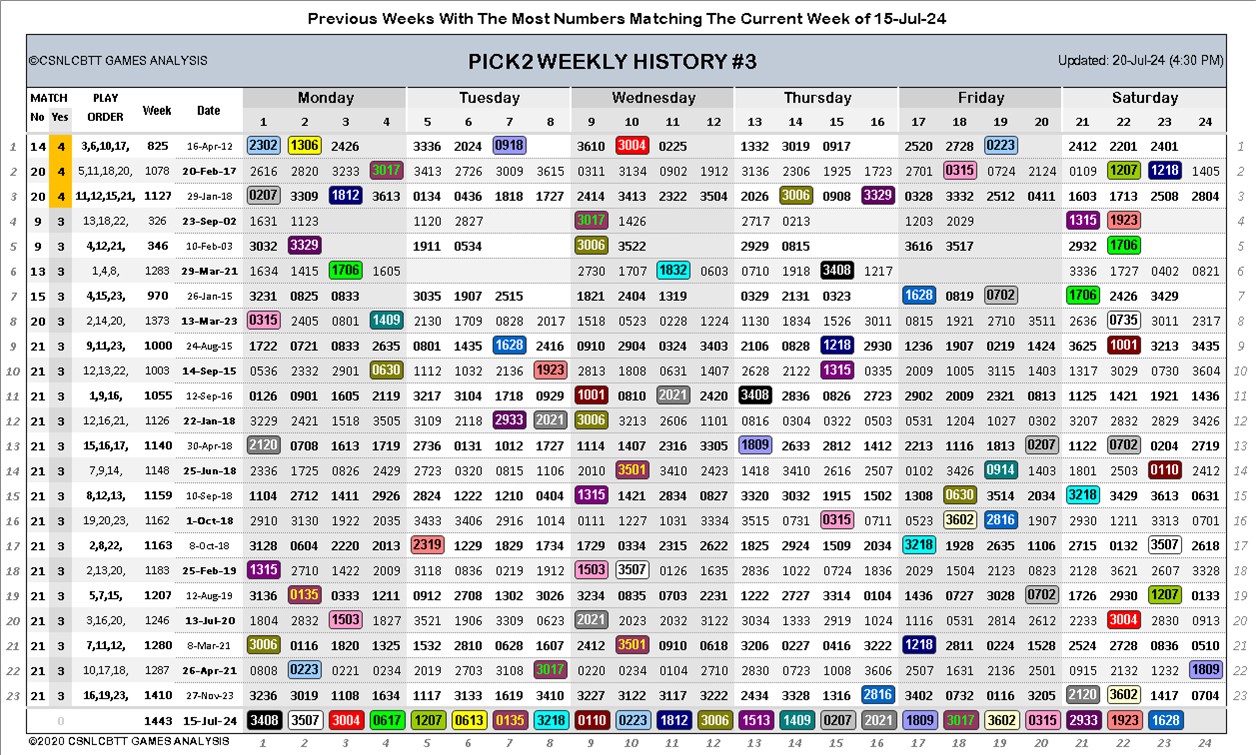 Previous Weeks With The Most Numbers Matching The Current Week of 15-Jul-24
©CSNLCBTT GAMES ANALYSIS PICK2 WEEKLY HISTORY #3 Updated: 20-Jul-24 (4:30 PM)
MATCH PLAY Week Date Monday Tuesday Wednesday Thursday Friday Saturday
No Yes ORDER 1 2 3 4 5 6 7 8 9 10 11 12 13 14 15 16 17 18 19 20 21 22 23 24
1 14 4 3,6,10,17, 825 16-Apr-12 2302 1306 2426 3336 2024 0918 3610 3004 0225 1332 3019 0917 2520 2728 0223 2412 2201 2401 1
2 20 4 5,11,18,20, 1078 20-Feb-17 2616 2820 3233 3017 3413 2726 3009 3615 0311 3134 0902 1912 3136 2306 1925 1723 2701 0315 0724 2124 0109 1207 1218 1405 2
3 20 4 11,12,15,21, 1127 29-Jan-18 0207 3309 1812 3613 0134 0436 1818 1727 2414 3413 2322 3504 2026 3006 0908 3329 0328 3332 2512 0411 1603 1713 2508 2804 3
4 9 3 13,18,22, 326 23-Sep-02 1631 1123 1120 2827 3017 1426 2717 0213 1203 2029 1315 1923 4
5 9 3 4,12,21, 346 10-Feb-03 3032 3329 1911 0534 3006 3522 2929 0815 3616 3517 2932 1706 5
6 13 3 1,4,8, 1283 29-Mar-21 1634 1415 1706 1605 2730 1707 1832 0603 0710 1918 3408 1217 3336 1727 0402 0821 6
7 15 3 4,15,23, 970 26-Jan-15 3231 0825 0833 3035 1907 2515 1821 2404 1319 0329 2131 0323 1628 0819 0702 1706 2426 3429 7
8 20 3 2,14,20, 1373 13-Mar-23 0315 2405 0801 1409 2130 1709 0828 2017 1518 0523 0228 1224 1130 1834 1526 3011 0815 1921 2710 3511 2636 0735 3011 2317 8
9 21 3 9,11,23, 1000 24-Aug-15 1722 0721 0833 2635 0801 1435 1628 2416 0910 2904 0324 3403 2106 0828 1218 2930 1236 1907 0219 1424 3625 1001 3213 3435 9
10 21 3 12,13,22, 1003 14-Sep-15 0536 2332 2901 0630 1112 1032 2136 1923 2813 1808 0631 1407 2628 2122 1315 0335 2009 1005 3115 1403 1317 3029 0730 3604 10
11 21 3 1,9,16, 1055 12-Sep-16 0126 0901 1605 2119 3217 3104 1718 0929 1001 0810 2021 2420 3408 2836 0826 2723 2902 2009 2321 0813 1125 1421 1921 1436 11
12 21 3 12,16,21, 1126 22-Jan-18 3229 2421 1518 3505 3109 2118 2933 2021 3006 3213 2606 1101 0816 0304 0322 0503 0531 1204 1027 0302 3207 2832 2829 3426 12
13 21 3 15,16,17, 1140 30-Apr-18 2120 0708 1613 1719 2736 0131 1012 1727 1114 1407 2316 3305 1809 2633 2812 1412 2213 1116 1813 0207 1122 0702 0204 2719 13
14 21 3 7,9,14, 1148 25-Jun-18 2336 1725 0826 2429 2723 0320 0815 1106 2010 3501 3410 2423 1418 3410 2616 2507 0102 3426 0914 1403 1801 2503 0110 2412 14
15 21 3 8,12,13, 1159 10-Sep-18 1104 2712 1411 2926 2824 1222 1210 0404 1315 1421 2834 0827 3320 3032 1915 1502 1308 0630 3514 2034 3218 3429 3613 0631 15
16 21 3 19,20,23, 1162 1-Oct-18 2910 3130 1922 2035 3433 3406 2916 1014 0111 1227 1031 3334 3515 0731 0315 0711 0523 3602 2816 1907 2930 1211 3313 0701 16
17 21 3 2,8,22, 1163 8-Oct-18 3128 0604 2220 2013 2319 1229 1829 1734 1729 0334 2315 2622 1825 2924 1509 2034 3218 1928 2635 1106 2715 0132 3507 2618 17
18 21 3 2,13,20, 1183 25-Feb-19 1315 2710 1422 2009 3118 0836 0219 1912 1503 3507 0126 1635 2836 1022 0724 1836 2029 1504 2123 0823 2128 3621 2607 3328 18
19 21 3 5,7,15, 1207 12-Aug-19 3136 0135 0333 1211 0912 2708 1302 3026 3234 0835 0703 2231 1222 2727 3314 0104 1436 0727 3028 0702 1726 2930 1207 0133 19
20 21 3 3,16,20, 1246 13-Jul-20 1804 2832 1503 1827 3521 1906 3309 0623 2021 2023 2032 3122 3034 1333 2919 1024 1116 0531 2814 2612 2233 3004 2830 0913 20
21 21 3 7,11,12, 1280 8-Mar-21 3006 0116 1820 1325 1532 2810 0628 1607 2412 3501 0910 0618 3206 0227 0416 3222 1218 2811 0224 1528 2524 2728 0836 0510 21
22 21 3 10,17,18, 1287 26-Apr-21 0808 0223 0221 0234 2019 2703 3108 3017 0220 0234 0104 2710 2830 0723 1008 3606 2507 1631 2136 2501 0915 2132 1232 1809 22
23 21 3 16,19,23, 1410 27-Nov-23 3236 3019 1108 1634 1117 3133 1619 3410 3227 3122 3117 3222 2434 3328 1316 2816 3402 0732 0116 3205 2120 3602 1417 0704 23
0 1443 15-Jul-24 3408 3507 3004 0617 1207 0613 0135 3218 0110 0223 1812 3006 1513 1409 0207 2021 1809 3017 3602 0315 2933 1923 1628
©2020 CSNLCBTT GAMES ANALYSIS 1 2 3 4 5 6 7 8 9 10 11 12 13 14 15 16 17 18 19 20 21 22 23 24